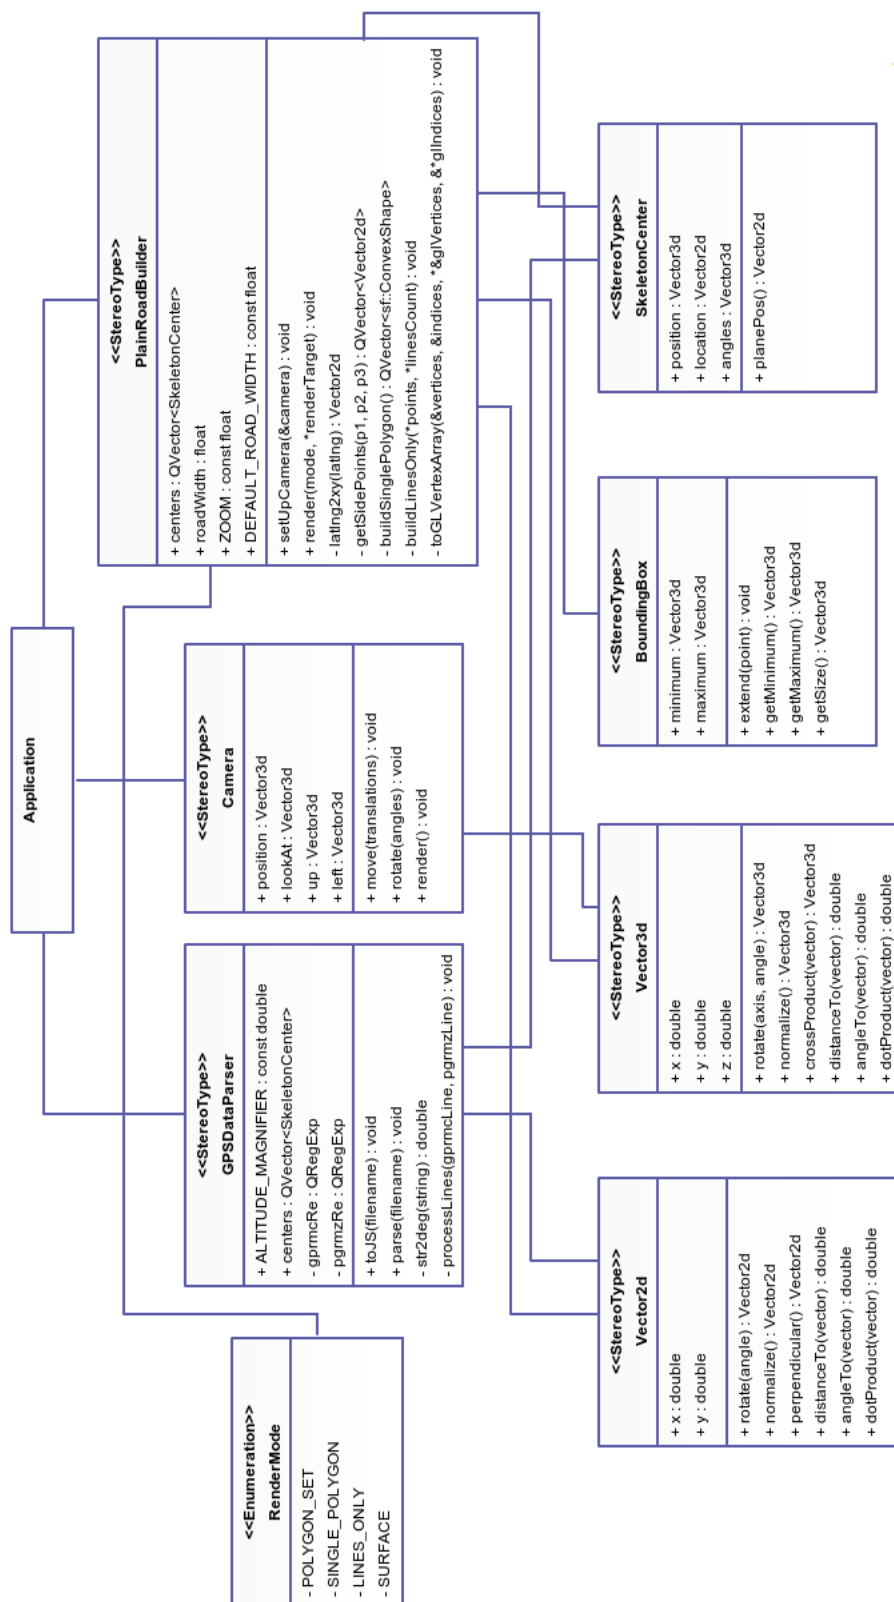 Application
<<Enumeration>>
RenderMode
- POLYGON_SET
- SINGLE_POLYGON
- LINES_ONLY
- SURFACE
<<StereoType>>
GPSDataParser
+ ALTITUDE_MAGNIFIER : const double
+ centers : QVector<SkeletonCenter>
- gprmcRe : QRegExp
- pgrmzRe : QRegExp
+ toJS(filename) : void
+ parse(filename) : void
- str2deg(string) : double
- processLines(gprmcLine, pgrmzLine) : void
<<StereoType>>
Camera
+ position : Vector3d
+ lookAt : Vector3d
+ up : Vector3d
+ left : Vector3d
+ move(translations) : void
+ rotate(angles) : void
+ render() : void
<<StereoType>>
PlainRoadBuilder
+ centers : QVector<SkeletonCenter>
+ roadWidth : float
+ ZOOM : const float
+ DEFAULT_ROAD_WIDTH : const float
+ setUpCamera(&camera) : void
+ render(mode, *renderTarget) : void
- latlng2xy(latlng) : Vector2d
- getSidePoints(p1, p2, p3) : QVector<Vector2d>
- buildSinglePolygon() : QVector<sf::ConvexShape>
- buildLinesOnly(*points, *linesCount) : void
- toGLVertexArray(&vertices, &indices, *&glVertices, &*glIndices) : void
<<StereoType>>
Vector2d
+ x : double
+ y : double
+ rotate(angle) : Vector2d
+ normalize() : Vector2d
+ perpendicular() : Vector2d
+ distanceTo(vector) : double
+ angleTo(vector) : double
+ dotProduct(vector) : double
<<StereoType>>
Vector3d
+ x : double
+ y : double
+ z : double
+ rotate(axis, angle) : Vector3d
+ normalize() : Vector3d
+ crossProduct(vector) : Vector3d
+ distanceTo(vector) : double
+ angleTo(vector) : double
+ dotProduct(vector) : double
<<StereoType>>
BoundingBox
+ minimum : Vector3d
+ maximum : Vector3d
+ extend(point) : void
+ getMinimum() : Vector3d
+ getMaximum() : Vector3d
+ getSize() : Vector3d
<<StereoType>>
SkeletonCenter
+ position : Vector3d
+ location : Vector2d
+ angles : Vector3d
+ planePos() : Vector2d